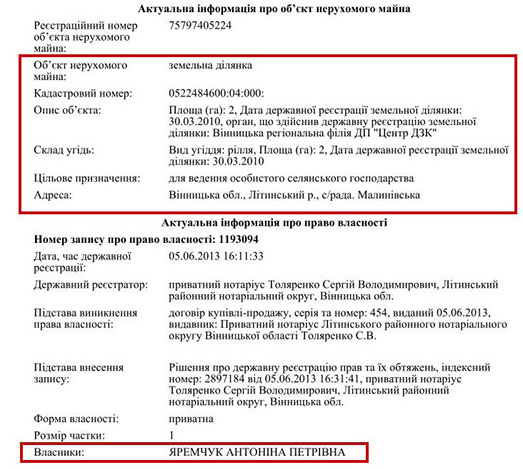 Актуальна інформація про об’єкт нерухомого майна
Реєстраційний номер 75797405224
об’єкта нерухомого
майна:
Об’єкт нерухомого земельна ділянка
майна:
Кадастровий номер: 0522484600:04:000:
Опис об’єкта: Площа (га): 2, Дата державної реєстрації земельної ділянки:
30.03.2010, орган, що здійснив державну реєстрацію земельної
ділянки: Вінницька регіональна філія ДП "Центр ДЗК"
Склад угідь: Вид угіддя: рілля, Площа (га): 2, Дата державної реєстрації земельної
ділянки: 30.03.2010
Цільове призначення: для ведення особистого селянського господарства
Адреса: Вінницька обл., Літинський р., с/рада. Малинівська
Актуальна інформація про право власності
Номер запису про право власності: 1193094
Дата, час державної 05.06.2013 16:11:33
реєстрації:
Державний реєстратор: приватний нотаріус Толяренко Сергій Володимирович, Літинський
районний нотаріальний округ, Вінницька обл.
Підстава виникнення договір купівлі-продажу, серія та номер: 454, виданий 05.06.2013,
права власності: видавник: Приватний нотаріус Літинського районного нотаріального
округу Вінницької області Толяренко С.В.
Підстава внесення Рішення про державну реєстрацію прав та їх обтяжень, індексний
запису: номер: 2897184 від 05.06.2013 16:31:41, приватний нотаріус
Толяренко Сергій Володимирович, Літинський районний нотаріальний
округ, Вінницька обл.
Форма власності: приватна
Розмір частки: 1
Власники: ЯРЕМЧУК АНТОНІНА ПЕТРІВНА